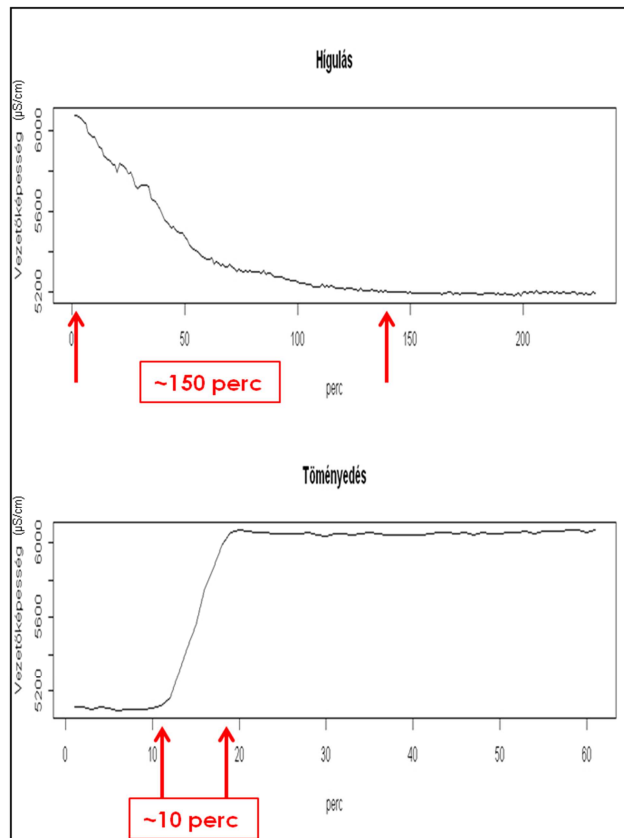 Hígulás
Vezetőképesség (µS/cm)
6000
5600
5200
0 50 100 150 200
~150 perc
perc
Töményedés
Vezetőképesség (µS/cm)
6000
5600
5200
0 10 20 30 40 50 60
~10 perc
perc